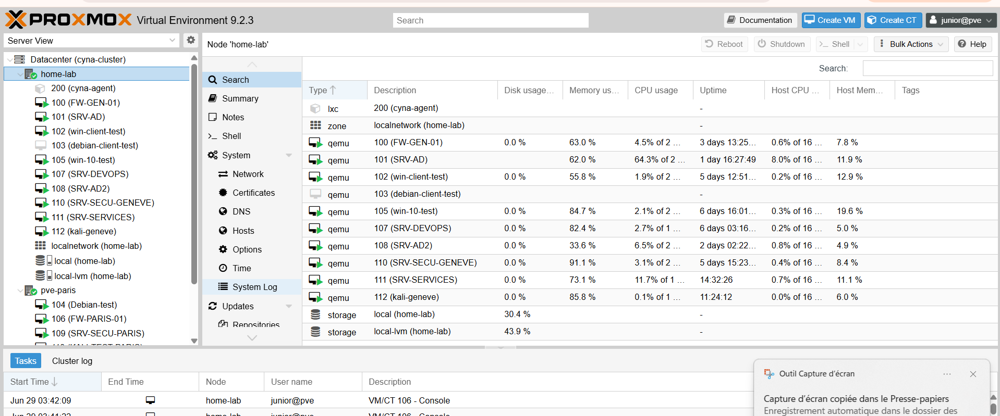 PROXMOX Virtual Environment 9.2.3
Search
Documentation
Create VM
Create CT
junior@pve
Server View
Datacenter (cyna-cluster)
home-lab
200 (cyna-agent)
100 (FW-GEN-01)
101 (SRV-AD)
102 (win-client-test)
103 (debian-client-test)
105 (win-10-test)
107 (SRV-DEVOPS)
108 (SRV-AD2)
110 (SRV-SECU-GENEVE)
111 (SRV-SERVICES)
112 (kali-geneve)
localnetwork (home-lab)
local (home-lab)
local-lvm (home-lab)
pve-paris
104 (Debian-test)
106 (FW-PARIS-01)
109 (SRV-SECU-PARIS)
Node 'home-lab'
Reboot
Shutdown
Shell
Bulk Actions
Help
Search
Summary
Notes
Shell
System
Network
Certificates
DNS
Hosts
Options
Time
System Log
Updates
Repositories
Search:
Type Description Disk usage... Memory us... CPU usage Uptime Host CPU ... Host Mem... Tags
lxc 200 (cyna-agent) -
zone localnetwork (home-lab) -
qemu 100 (FW-GEN-01) 0.0 % 63.0 % 4.5% of 2 ... 3 days 13:25... 0.6% of 16 ... 7.8 %
qemu 101 (SRV-AD) 62.0 % 64.3% of 2 ... 1 day 16:27:49 8.0% of 16 ... 11.9 %
qemu 102 (win-client-test) 0.0 % 55.8 % 1.9% of 2 ... 5 days 12:51... 0.2% of 16 ... 12.9 %
qemu 103 (debian-client-test) -
qemu 105 (win-10-test) 0.0 % 84.7 % 2.1% of 2 ... 6 days 16:01... 0.3% of 16 ... 19.6 %
qemu 107 (SRV-DEVOPS) 0.0 % 82.4 % 2.7% of 1 ... 6 days 03:16... 0.2% of 16 ... 5.0 %
qemu 108 (SRV-AD2) 0.0 % 33.6 % 6.5% of 2 ... 2 days 02:22... 0.8% of 16 ... 4.9 %
qemu 110 (SRV-SECU-GENEVE) 0.0 % 91.1 % 3.1% of 2 ... 5 days 15:23... 0.4% of 16 ... 8.4 %
qemu 111 (SRV-SERVICES) 0.0 % 73.1 % 11.7% of 1 ... 14:32:26 0.7% of 16 ... 11.1 %
qemu 112 (kali-geneve) 0.0 % 85.8 % 0.1% of 1 ... 11:24:12 0.0% of 16 ... 6.0 %
storage local (home-lab) 30.4 % -
storage local-lvm (home-lab) 43.9 % -
Tasks
Cluster log
Start Time End Time Node User name Description
Jun 29 03:42:09 home-lab junior@pve VM/CT 106 - Console
Outil Capture d'écran
Capture d'écran copiée dans le Presse-papiers
Enregistrement automatique dans le dossier des